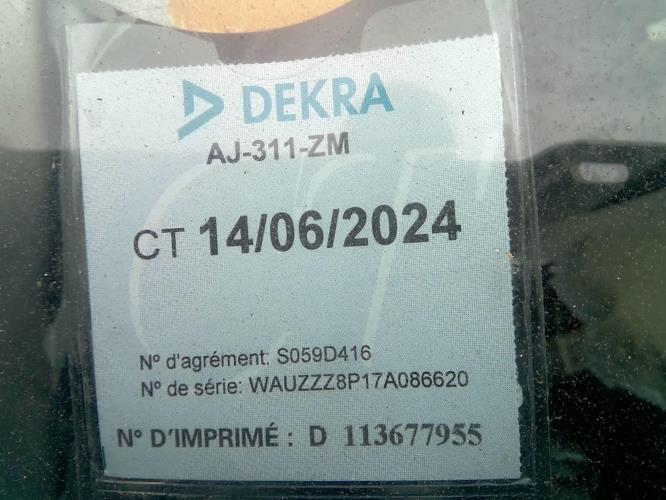 DEKRA
AJ-311-ZM
CT 14/06/2024
N° d'agrément: S059D416
N° de série: WAUZZZ8P17A086620
N° D'IMPRIMÉ : D 113677955